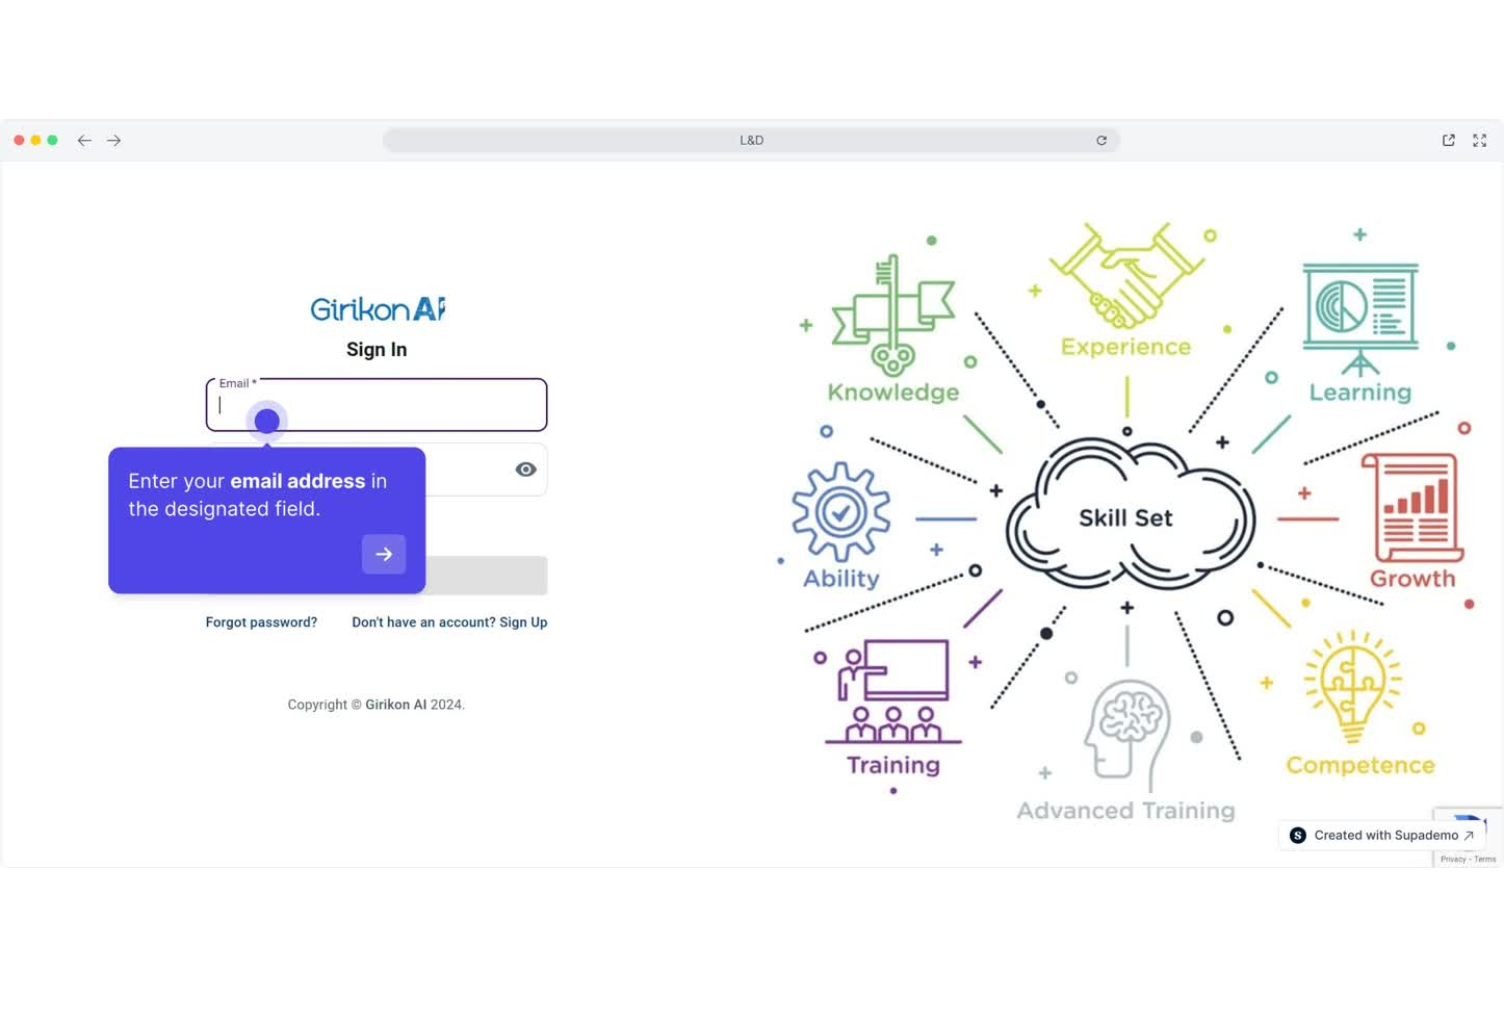 L&D
Girikon AI
Sign In
Email *
Enter your email address in
the designated field.
Forgot password?
Don't have an account? Sign Up
Copyright © Girikon AI 2024.
Experience
Knowledge
Learning
Skill Set
Ability
Growth
Training
Competence
Advanced Training
S Created with Supademo
Privacy - Terms